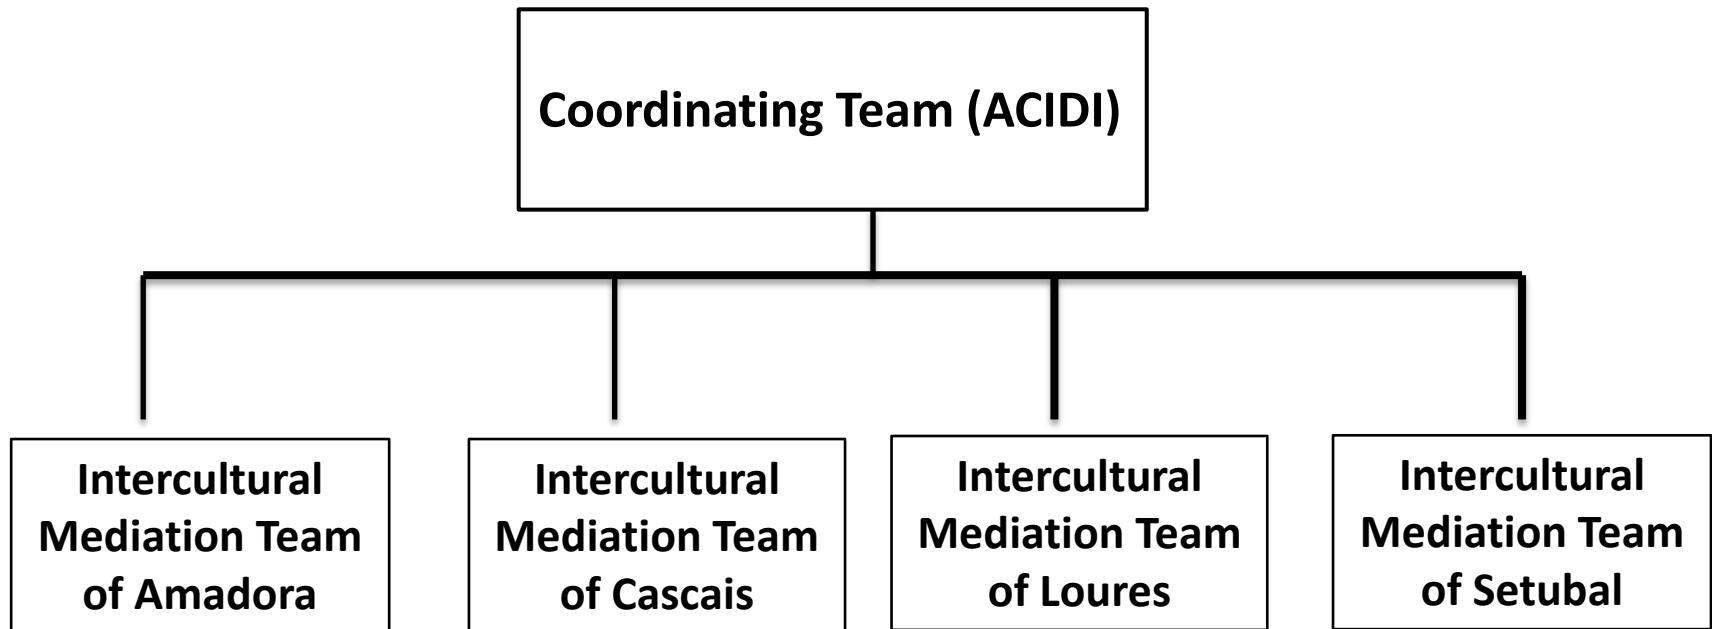 Coordinating Team (ACIDI)
Intercultural
Mediation Team
of Amadora
Intercultural
Mediation Team
of Cascais
Intercultural
Mediation Team
of Loures
Intercultural
Mediation Team
of Setubal